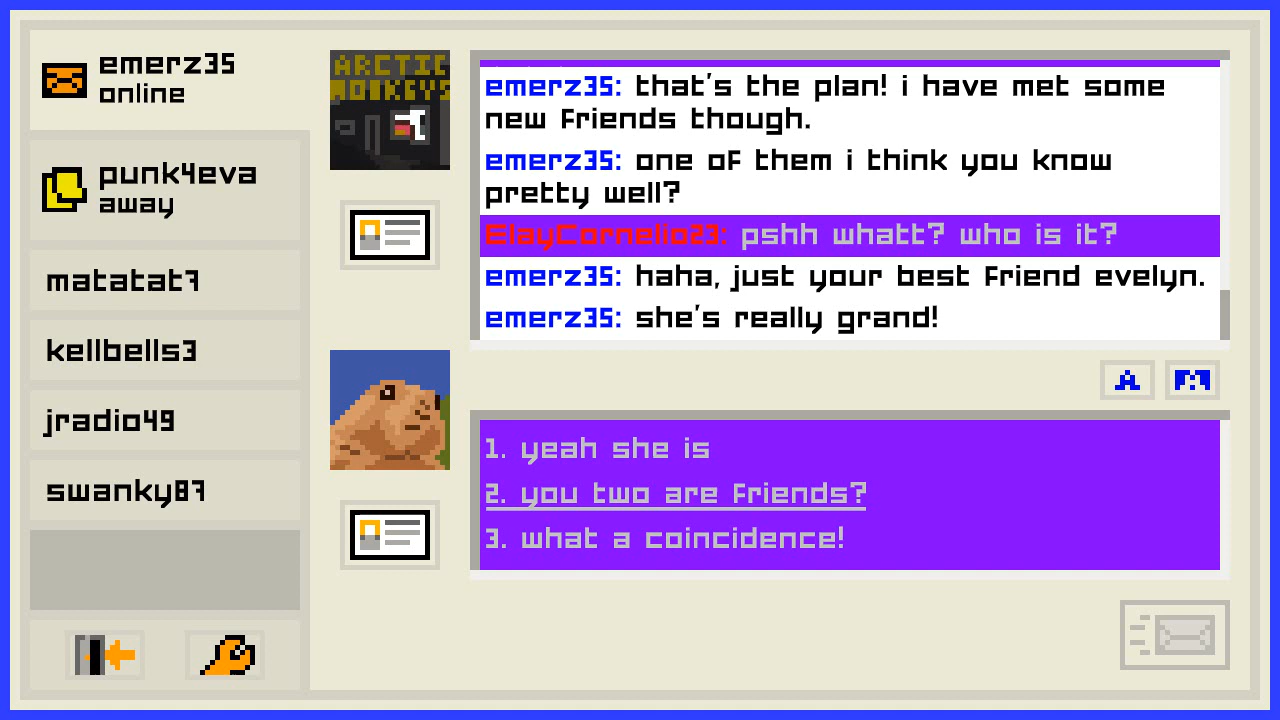 emerz35
online
punk4eva
away
matatat7
kellbells3
jradio49
swanky87
ARCTIC
MONKEYS
emerz35: that's the plan! i have met some
new friends though.
emerz35: one of them i think you know
pretty well?
ElayCornelio23: pshh whatt? who is it?
emerz35: haha, just your best friend evelyn.
emerz35: she's really grand!
A
1. yeah she is
2. you two are friends?
3. what a coincidence!